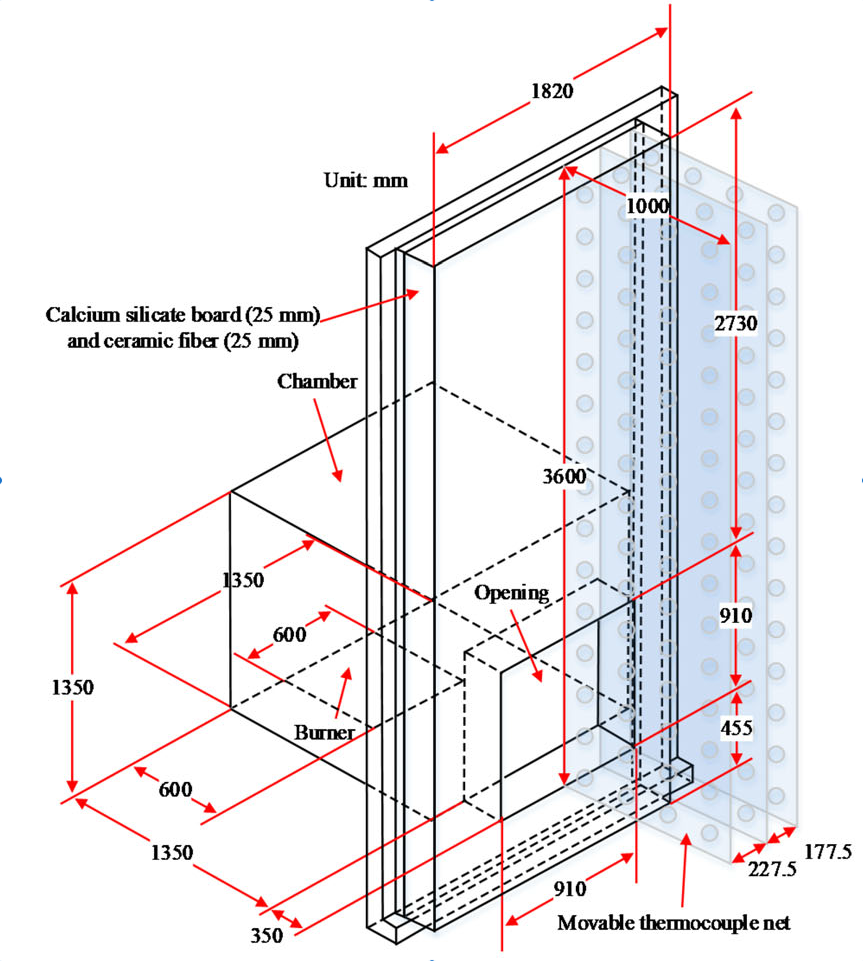 1820
Unit: mm
1000
Calcium silicate board (25 mm)
and ceramic fiber (25 mm)
2730
Chamber
3600
1350
Opening
600
910
1350
Burner
455
600
1350
177.5
227.5
910
350
Movable thermocouple net